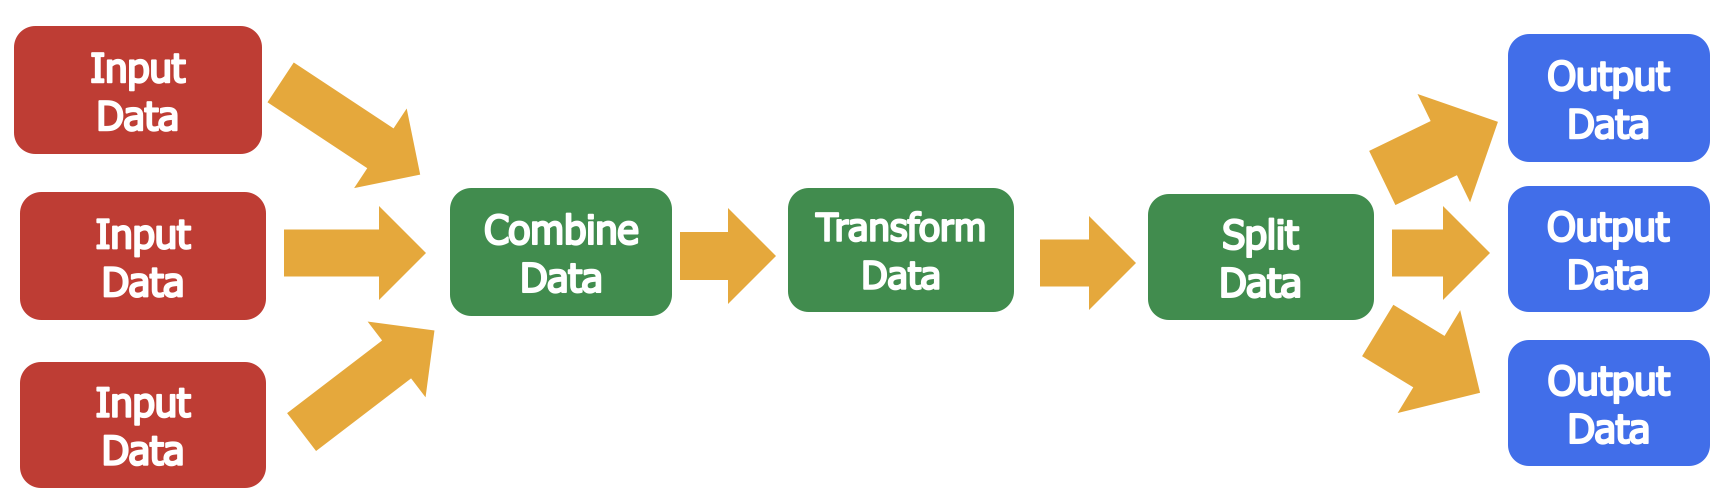 Input
Data
Input
Data
Input
Data
Combine
Data
Transform
Data
Split
Data
Output
Data
Output
Data
Output
Data